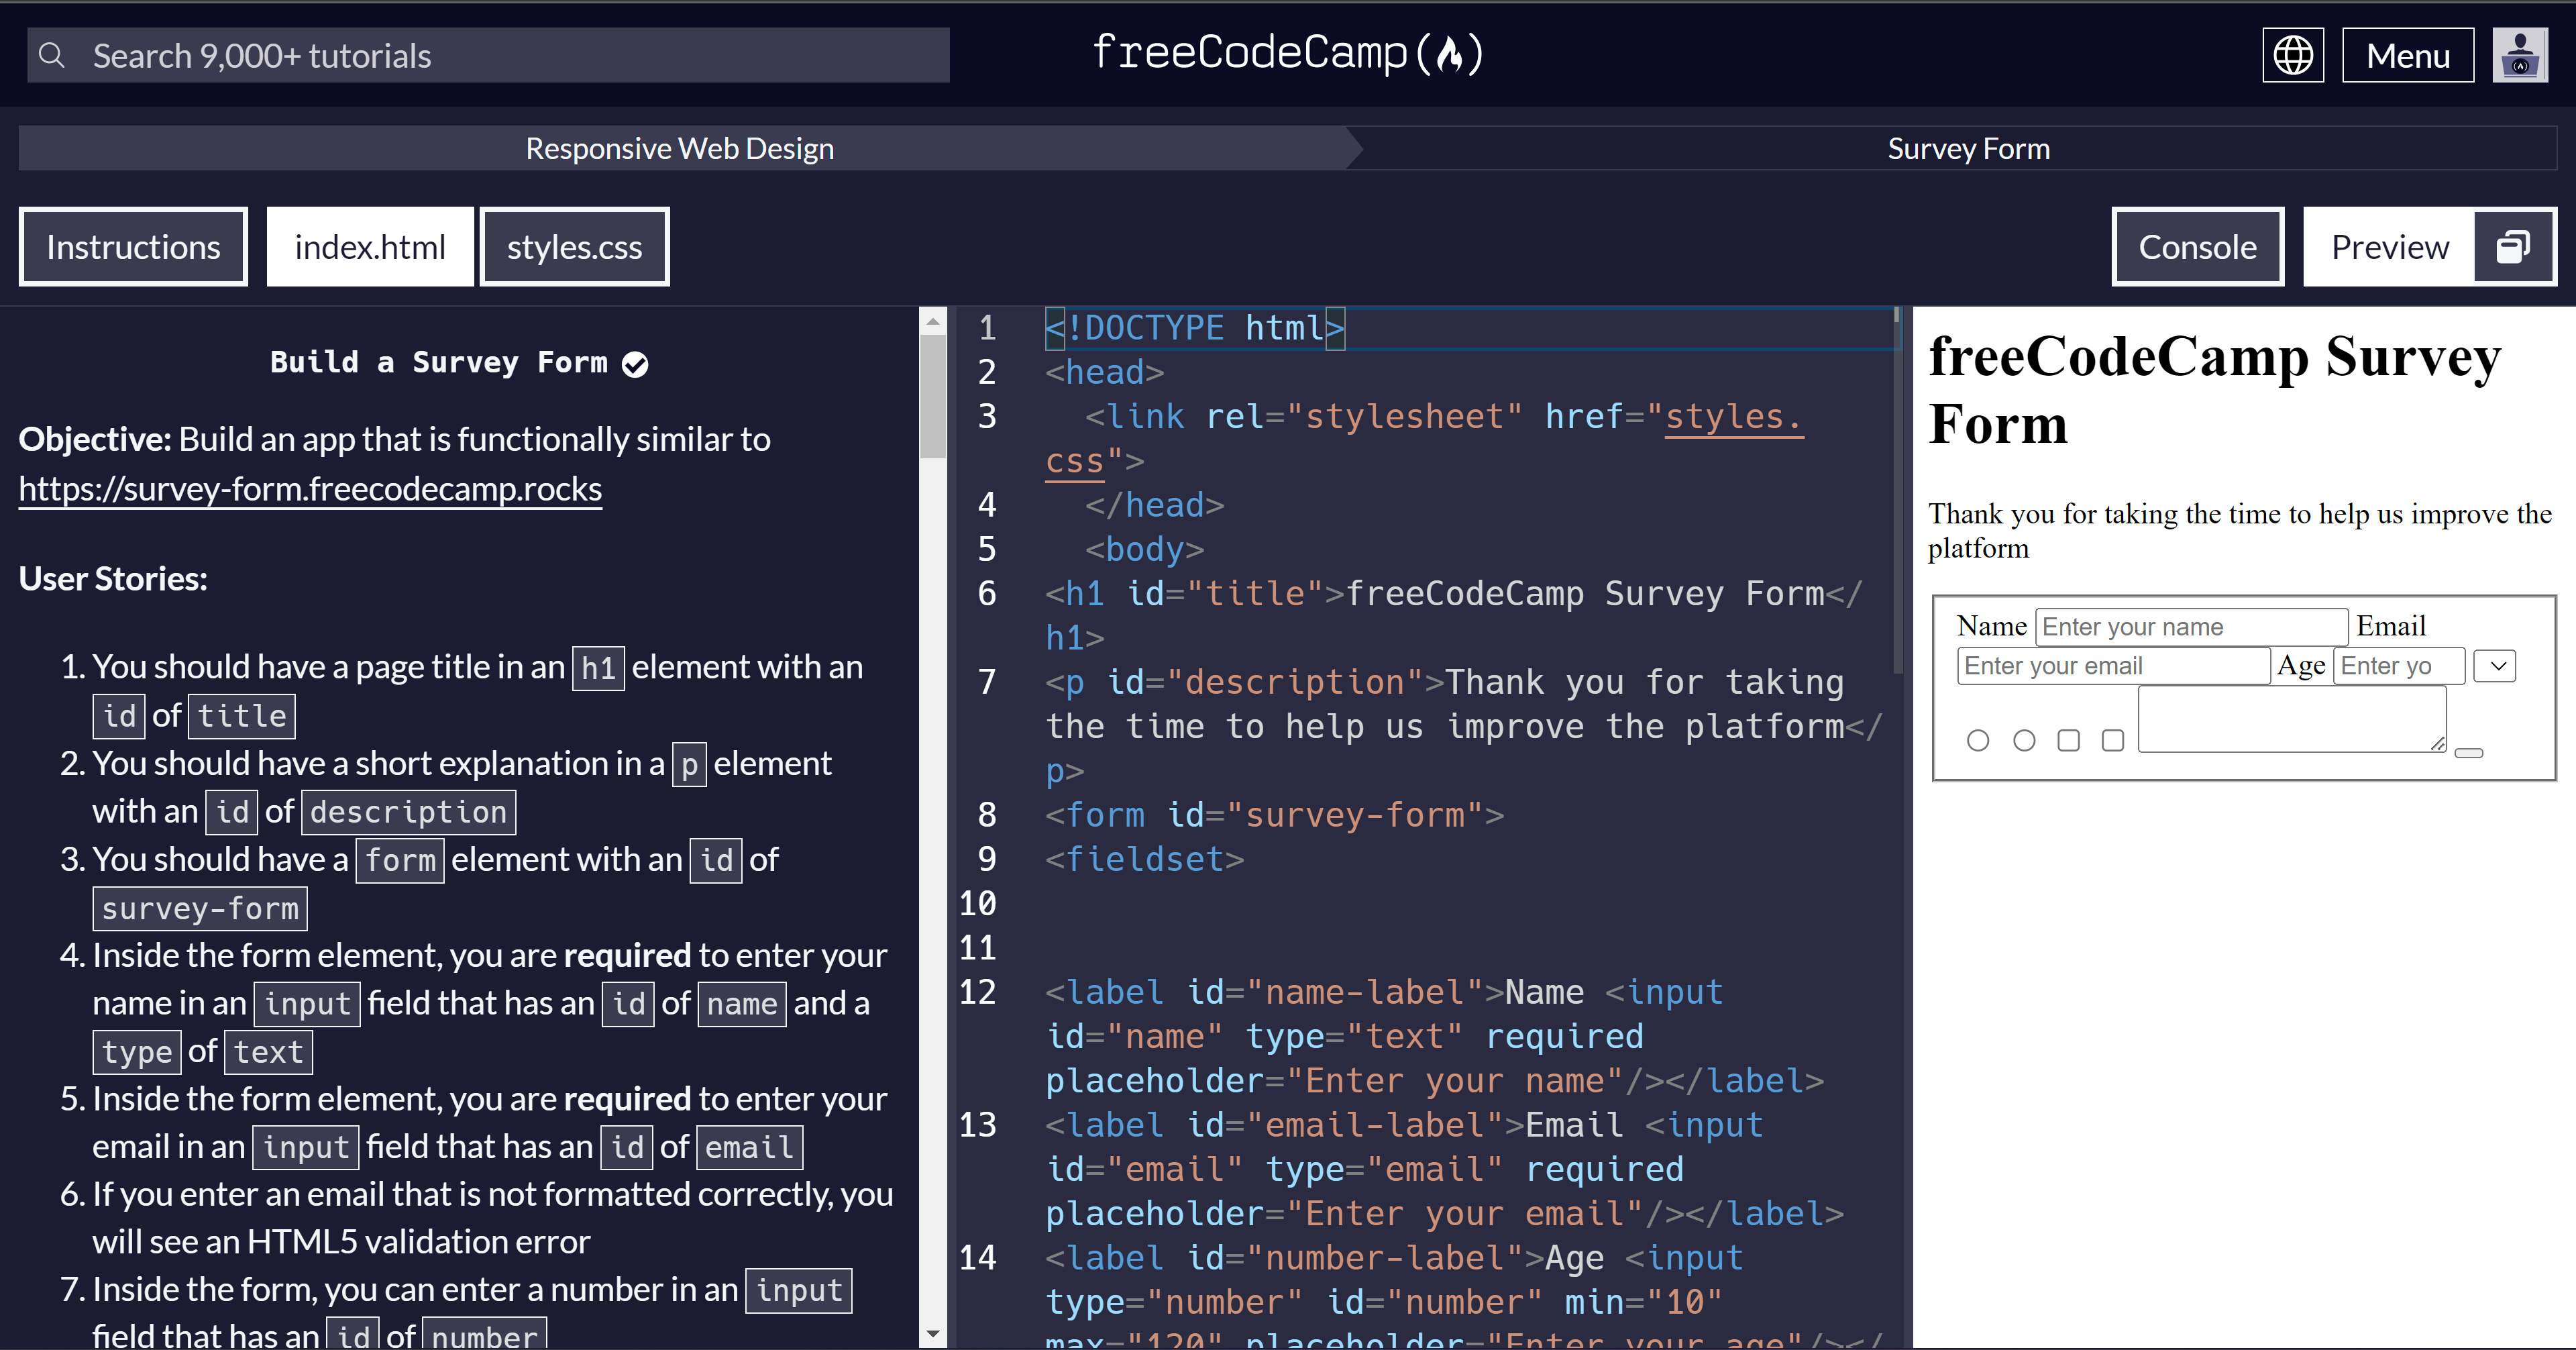 Search 9,000+ tutorials
freeCodeCamp
Menu
Responsive Web Design
Survey Form
Instructions
index.html
styles.css
Console
Preview
Build a Survey Form
Objective: Build an app that is functionally similar to
https://survey-form.freecodecamp.rocks
User Stories:
1. You should have a page title in an h1 element with an
id of title
2. You should have a short explanation in a p element
with an id of description
3. You should have a form element with an id of
survey-form
4. Inside the form element, you are required to enter your
name in an input field that has an id of name and a
type of text
5. Inside the form element, you are required to enter your
email in an input field that has an id of email
6. If you enter an email that is not formatted correctly, you
will see an HTML5 validation error
7. Inside the form, you can enter a number in an input
field that has an id of number
1 <!DOCTYPE html>
2 <head>
3 <link rel="stylesheet" href="styles.
css">
4 </head>
5 <body>
6 <h1 id="title">freeCodeCamp Survey Form</
h1>
7 <p id="description">Thank you for taking
the time to help us improve the platform</
p>
8 <form id="survey-form">
9 <fieldset>
10
11
12 <label id="name-label">Name <input
id="name" type="text" required
placeholder="Enter your name"/></label>
13 <label id="email-label">Email <input
id="email" type="email" required
placeholder="Enter your email"/></label>
14 <label id="number-label">Age <input
type="number" id="number" min="10"
max="120" placeholder="Enter your age"/></
freeCodeCamp Survey
Form
Thank you for taking the time to help us improve the
platform
Name Enter your name Email
Enter your email Age Enter yo